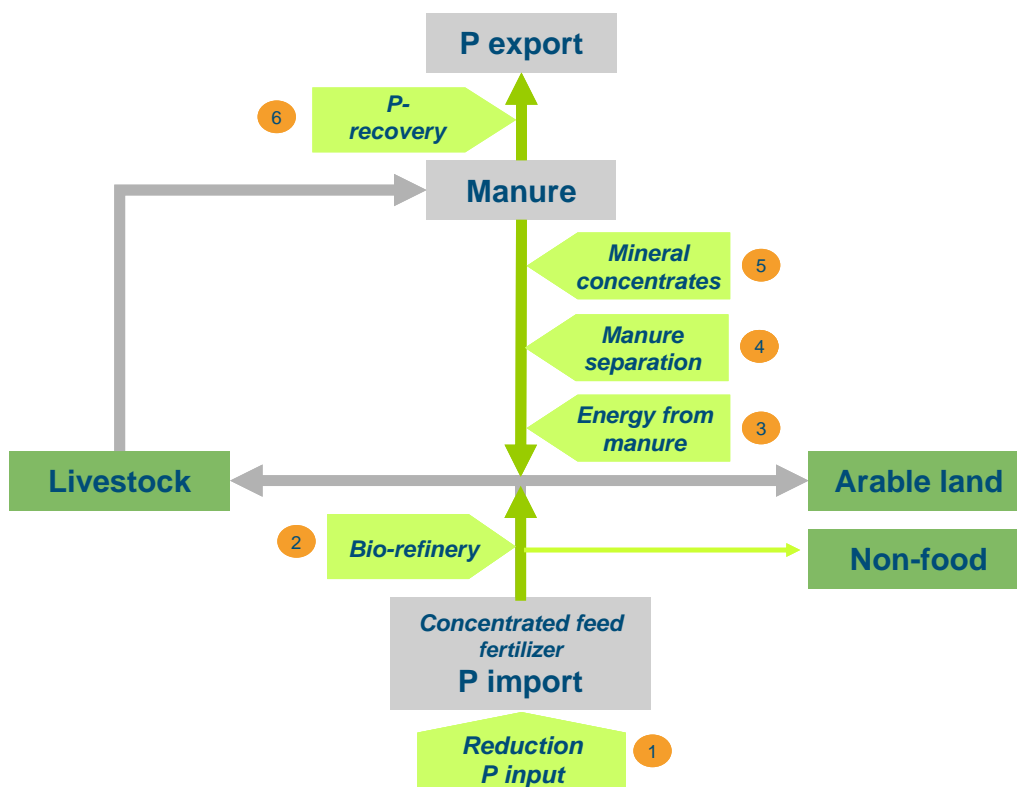 P export
6
P-
recovery
Manure
Mineral
concentrates
5
Manure
separation
4
Energy from
manure
3
Livestock
Arable land
2
Bio-refinery
Non-food
Concentrated feed
fertilizer
P import
Reduction
P input
1